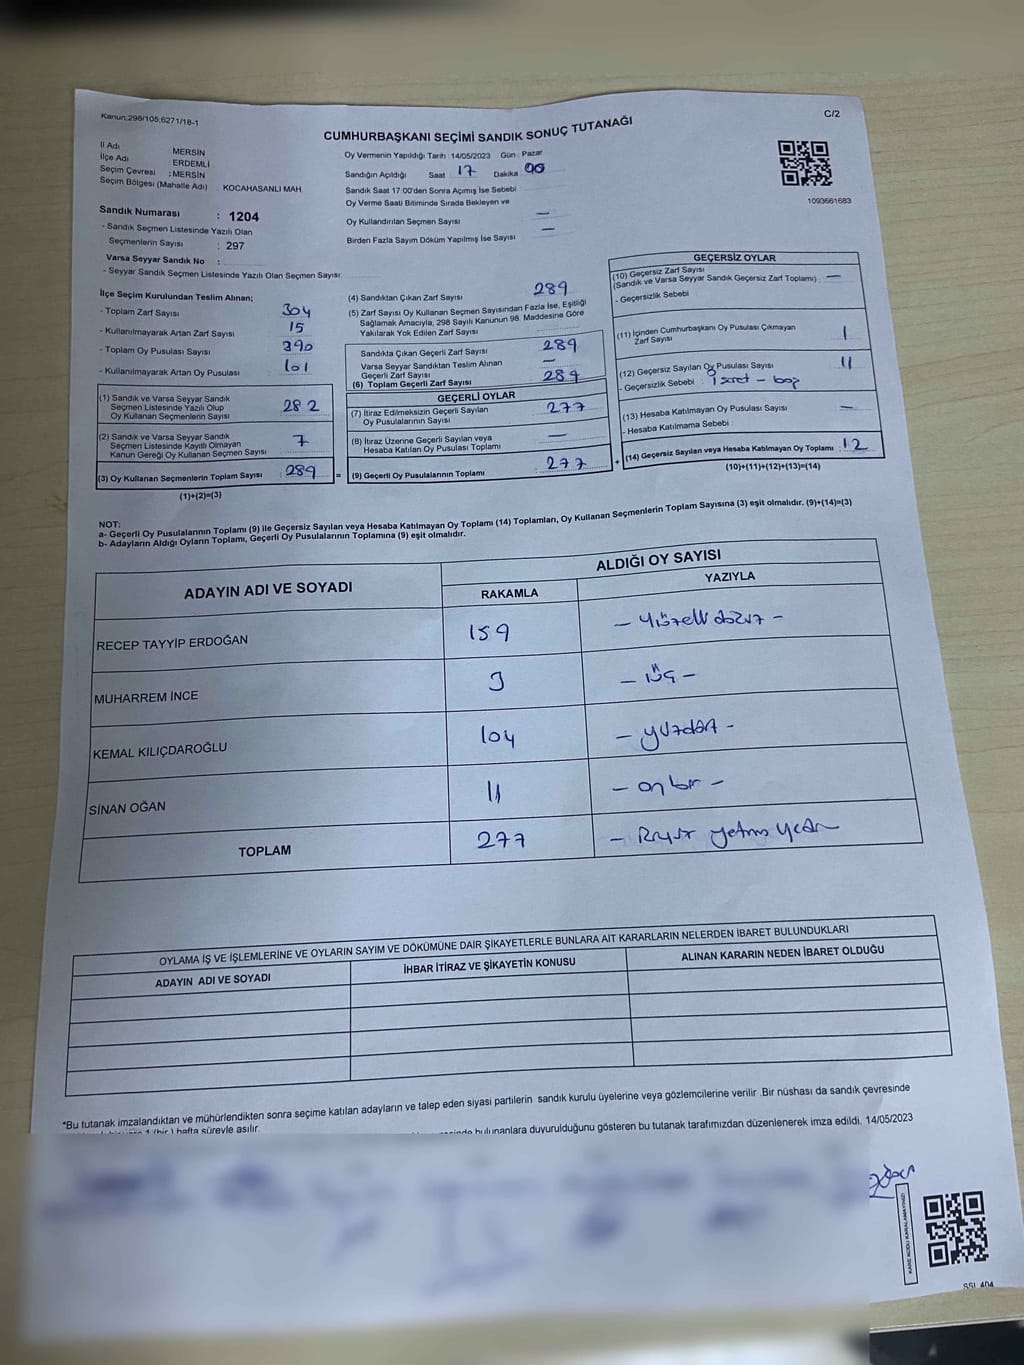 Kanun:298/105,6271/18-1
C/2
CUMHURBAŞKANI SEÇİMİ SANDIK SONUÇ TUTANAĞI
İl Adı MERSİN
İlçe Adı ERDEMLİ
Seçim Çevresi : MERSİN
Seçim Bölgesi (Mahalle Adı) : KOCAHASANLI MAH.
Sandık Numarası : 1204
- Sandık Seçmen Listesinde Yazılı Olan
Seçmenlerin Sayısı : 297
Varsa Seyyar Sandık No :
- Seyyar Sandık Seçmen Listesinde Yazılı Olan Seçmen Sayısı:
Oy Vermenin Yapıldığı Tarih : 14/05/2023 Gün : Pazar
Sandığın Açıldığı Saat 17 Dakika : 00
Sandık Saat 17:00'den Sonra Açımış İse Sebebi
Oy Verme Saati Bitiminde Sırada Bekleyen ve
Oy Kullandırılan Seçmen Sayısı —
Birden Fazla Sayım Döküm Yapılmış İse Sayısı —
1093661683
İlçe Seçim Kurulundan Teslim Alınan;
- Toplam Zarf Sayısı 304
- Kullanılmayarak Artan Zarf Sayısı 15
- Toplam Oy Pusulası Sayısı 390
- Kullanılmayarak Artan Oy Pusulası 101
(1) Sandık ve Varsa Seyyar Sandık
Seçmen Listesinde Yazılı Olup
Oy Kullanan Seçmenlerin Sayısı 282
(2) Sandık ve Varsa Seyyar Sandık
Seçmen Listesinde Kayıtlı Olmayan
Kanun Gereği Oy Kullanan Seçmen Sayısı 7
(3) Oy Kullanan Seçmenlerin Toplam Sayısı 289 =
(1)+(2)=(3)
(4) Sandıktan Çıkan Zarf Sayısı 289
(5) Zarf Sayısı Oy Kullanan Seçmen Sayısından Fazla İse, Eşitliği
Sağlamak Amacıyla, 298 Sayılı Kanunun 98. Maddesine Göre
Yakılarak Yok Edilen Zarf Sayısı
Sandıkta Çıkan Geçerli Zarf Sayısı 289
Varsa Seyyar Sandıktan Teslim Alınan
Geçerli Zarf Sayısı —
(6) Toplam Geçerli Zarf Sayısı 289
GEÇERLİ OYLAR
(7) İtiraz Edilmeksizin Geçerli Sayılan
Oy Pusulalarının Sayısı 277
(8) İtiraz Üzerine Geçerli Sayılan veya
Hesaba Katılan Oy Pusulası Toplamı —
(9) Geçerli Oy Pusulalarının Toplamı 277 +
GEÇERSİZ OYLAR
(10) Geçersiz Zarf Sayısı
(Sandık ve Varsa Seyyar Sandık Geçersiz Zarf Toplamı) : —
- Geçersizlik Sebebi
(11) İçinden Cumhurbaşkanı Oy Pusulası Çıkmayan
Zarf Sayısı 1
(12) Geçersiz Sayılan Oy Pusulası Sayısı 11
- Geçersizlik Sebebi :
(13) Hesaba Katılmayan Oy Pusulası Sayısı —
- Hesaba Katılmama Sebebi
(14) Geçersiz Sayılan veya Hesaba Katılmayan Oy Toplamı : 12
(10)+(11)+(12)+(13)=(14)
NOT:
a- Geçerli Oy Pusulalarının Toplamı (9) ile Geçersiz Sayılan veya Hesaba Katılmayan Oy Toplamı (14) Toplamları, Oy Kullanan Seçmenlerin Toplam Sayısına (3) eşit olmalıdır. (9)+(14)=(3)
b- Adayların Aldığı Oyların Toplamı, Geçerli Oy Pusulalarının Toplamına (9) eşit olmalıdır.
ADAYIN ADI VE SOYADI
ALDIĞI OY SAYISI
RAKAMLA YAZIYLA
RECEP TAYYİP ERDOĞAN 159 – Yüzelli dokuz –
MUHARREM İNCE 3 – üç –
KEMAL KILIÇDAROĞLU 104 – yüzdört –
SİNAN OĞAN 11 – on bir –
TOPLAM 277
OYLAMA İŞ VE İŞLEMLERİNE VE OYLARIN SAYIM VE DÖKÜMÜNE DAİR ŞİKAYETLERLE BUNLARA AİT KARARLARIN NELERDEN İBARET BULUNDUKLARI
ADAYIN ADI VE SOYADI İHBAR İTİRAZ VE ŞİKAYETİN KONUSU ALINAN KARARIN NEDEN İBARET OLDUĞU
*Bu tutanak imzalandıktan ve mühürlendikten sonra seçime katılan adayların ve talep eden siyasi partilerin sandık kurulu üyelerine veya gözlemcilerine verilir .Bir nüshası da sandık çevresinde
1 (bir ) hafta süreyle asılır.
bulunanlara duyurulduğunu gösteren bu tutanak tarafımızdan düzenlenerek imza edildi. 14/05/2023
KARE KODU KARALAMAYINIZ!